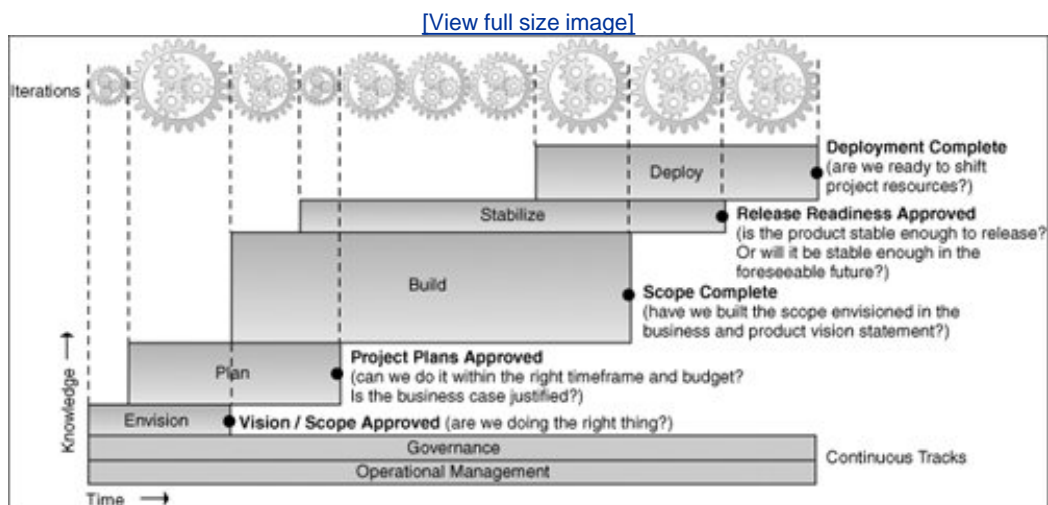 [View full size image]
Iterations
Deployment Complete
(are we ready to shift
project resources?)
Deploy
Release Readiness Approved
(is the product stable enough to release?
Or will it be stable enough in the
foreseeable future?)
Stabilize
Build
Scope Complete
(have we built the scope envisioned in the
business and product vision statement?)
Project Plans Approved
(can we do it within the right timeframe and budget?
Is the business case justified?)
Plan
Knowledge
Envision
Vision / Scope Approved (are we doing the right thing?)
Governance
Continuous Tracks
Operational Management
Time